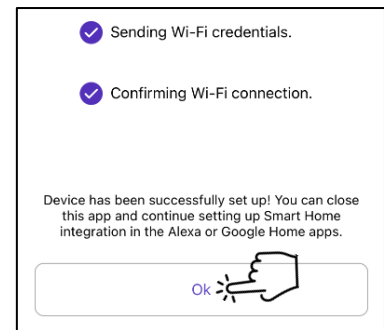 Sending Wi-Fi credentials.
Confirming Wi-Fi connection.
Device has been successfully set up! You can close
this app and continue setting up Smart Home
integration in the Alexa or Google Home apps.
Ok